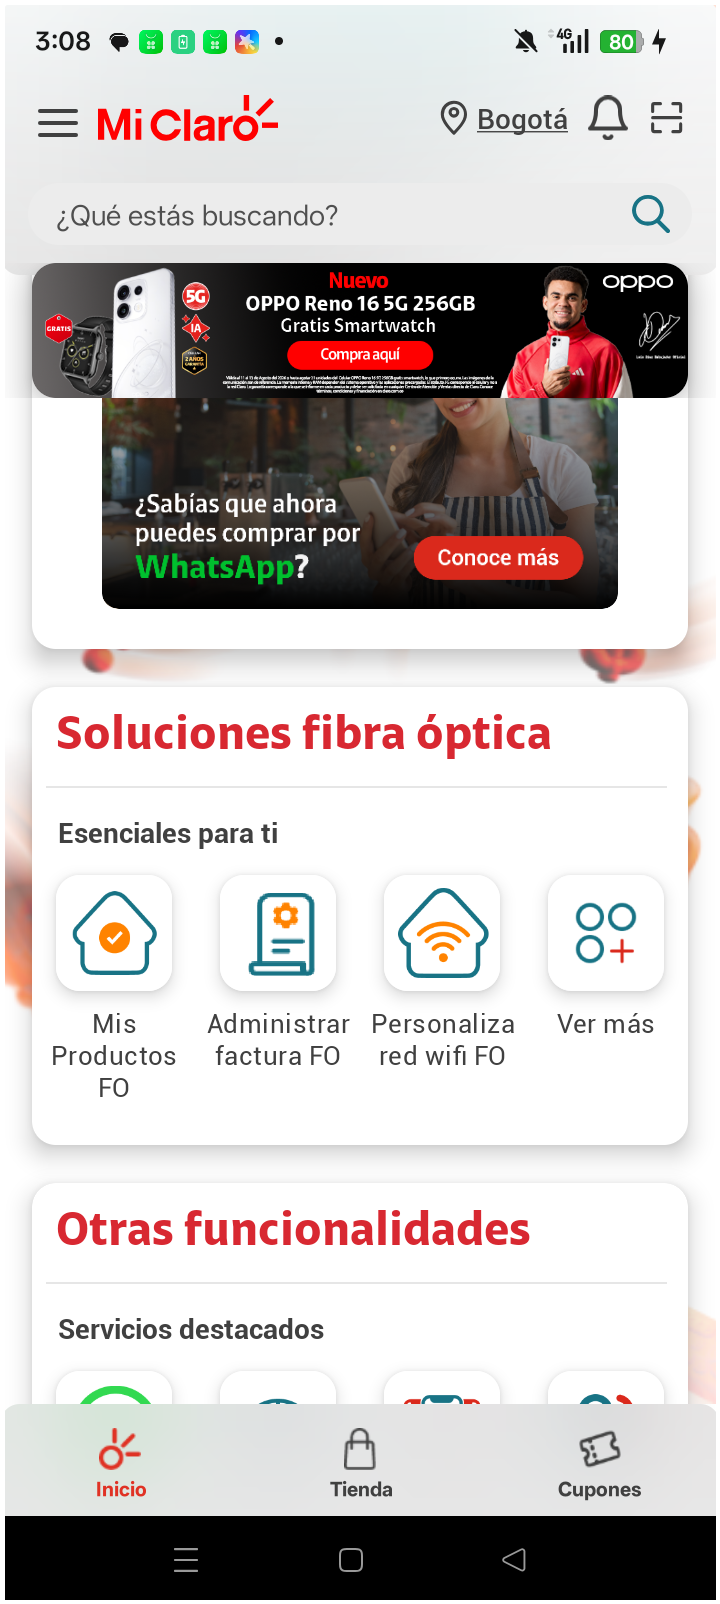 3:08
4G
80
Mi Claro
Bogotá
¿Qué estás buscando?
GRATIS
5G
IA
2 AÑOS
Nuevo
OPPO Reno 16 5G 256GB
Gratis Smartwatch
Compra aquí
oppo
¿Sabías que ahora
puedes comprar por
WhatsApp?
Conoce más
Soluciones fibra óptica
Esenciales para ti
Mis
Productos
FO
Administrar
factura FO
Personaliza
red wifi FO
Ver más
Otras funcionalidades
Servicios destacados
Inicio
Tienda
Cupones